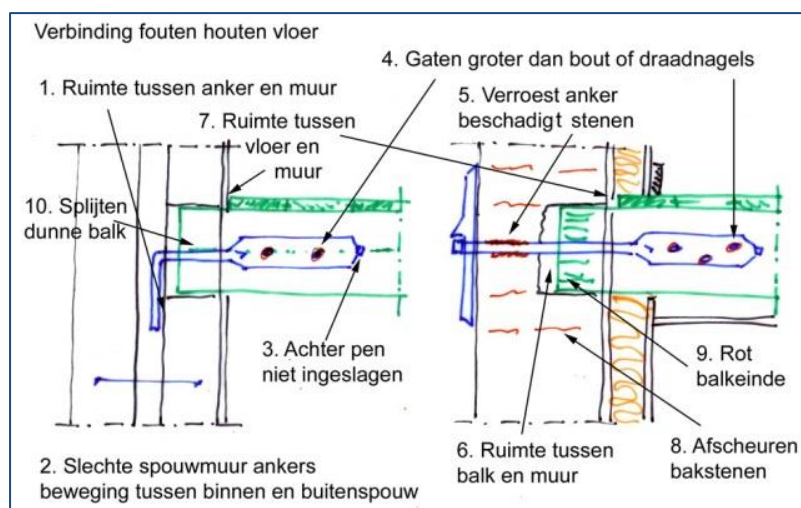 Verbinding fouten houten vloer
4. Gaten groter dan bout of draadnagels
1. Ruimte tussen anker en muur
5. Verroest anker
beschadigt stenen
7. Ruimte tussen
vloer en
muur
10. Splijten
dunne balk
3. Achter pen
niet ingeslagen
9. Rot
balkeinde
6. Ruimte tussen
balk en muur
8. Afscheuren
bakstenen
2. Slechte spouwmuur ankers
beweging tussen binnen en buitenspouw